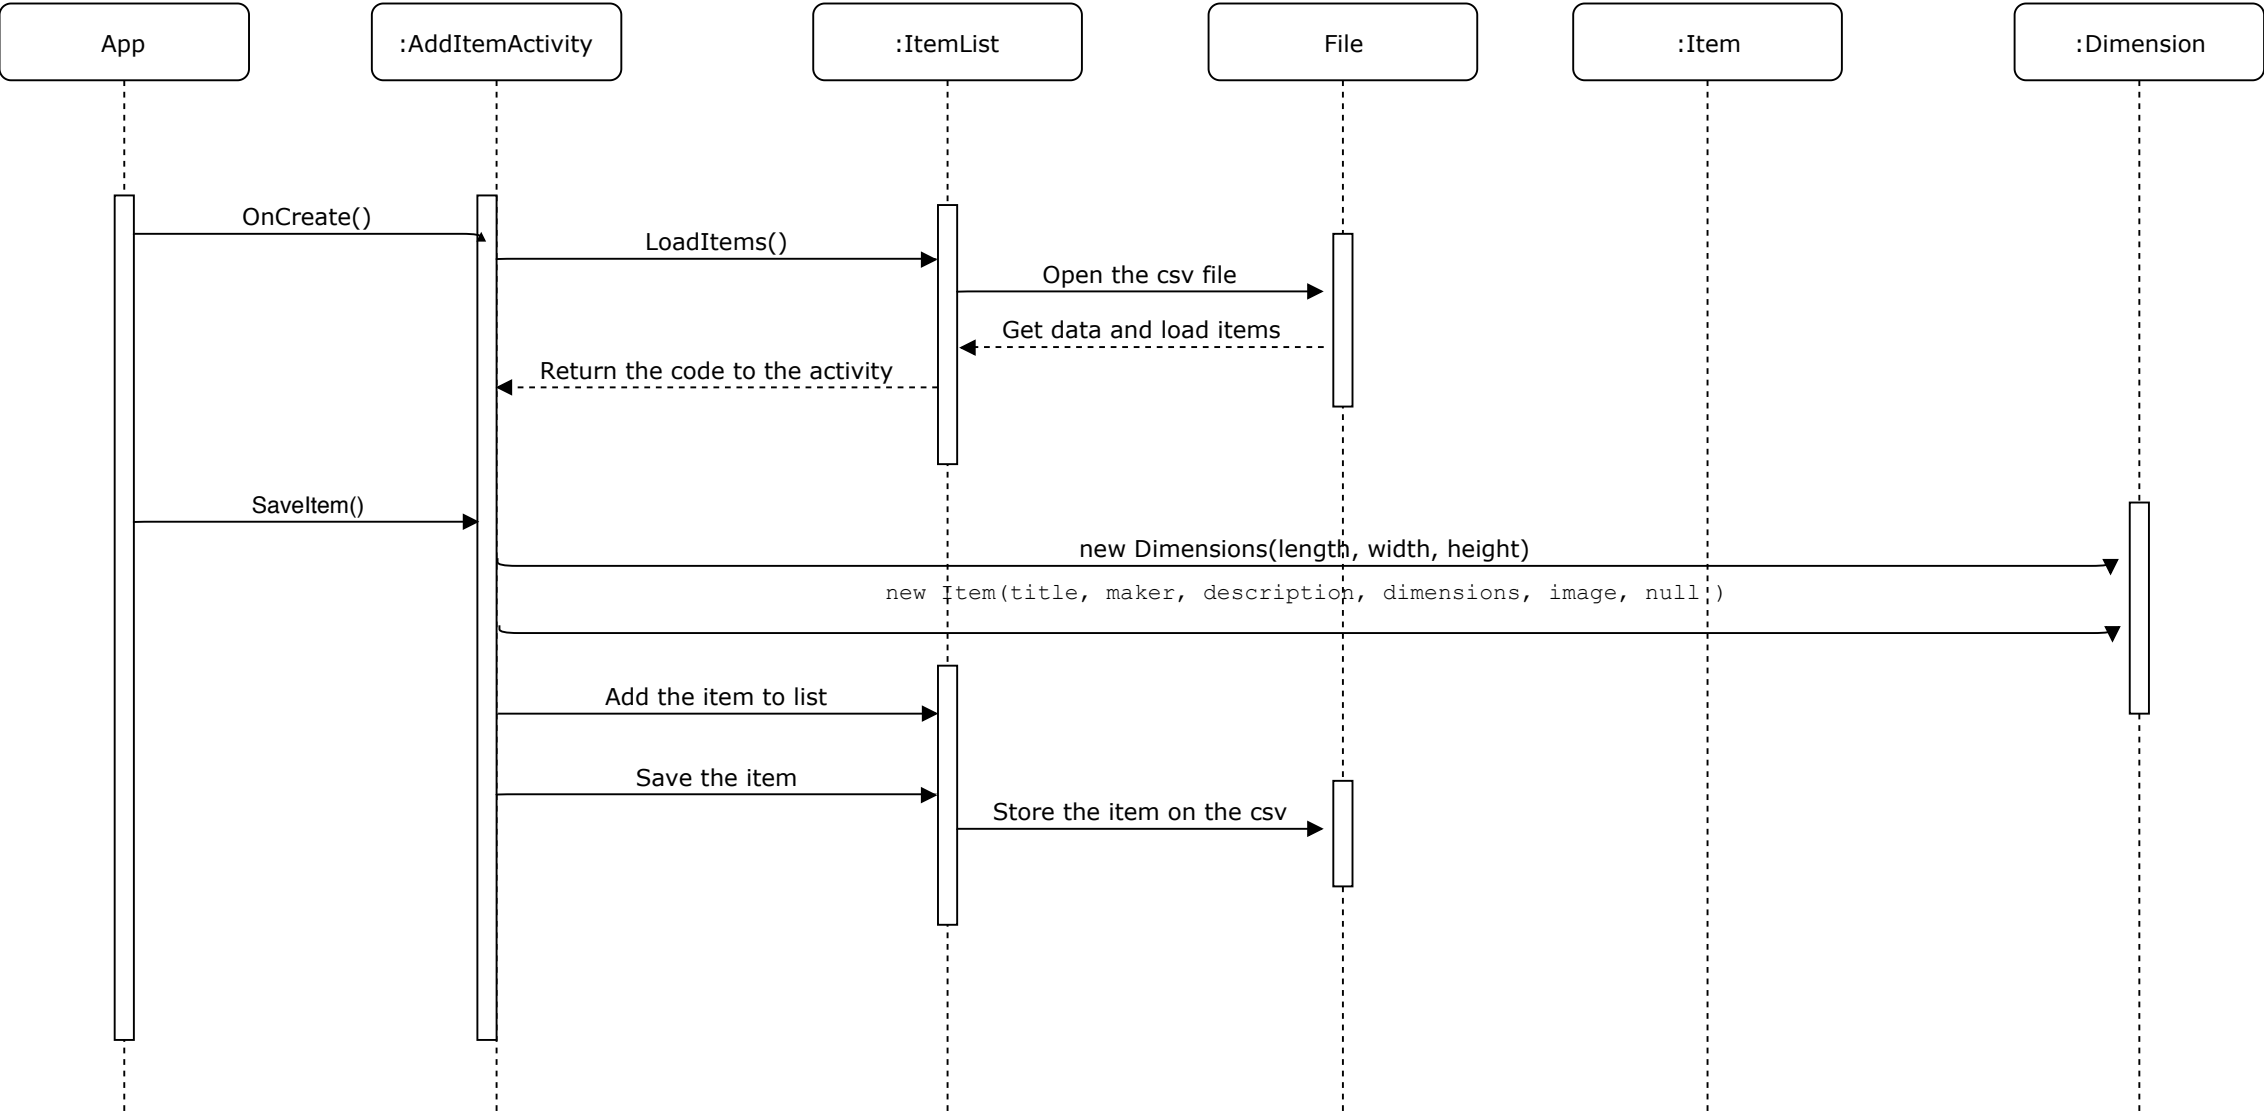 App
:AddItemActivity
:ItemList
File
:Item
:Dimension
OnCreate()
LoadItems()
Open the csv file
Get data and load items
Return the code to the activity
SaveItem()
new Dimensions(length, width, height)
new Item(title, maker, description, dimensions, image, null )
Add the item to list
Save the item
Store the item on the csv